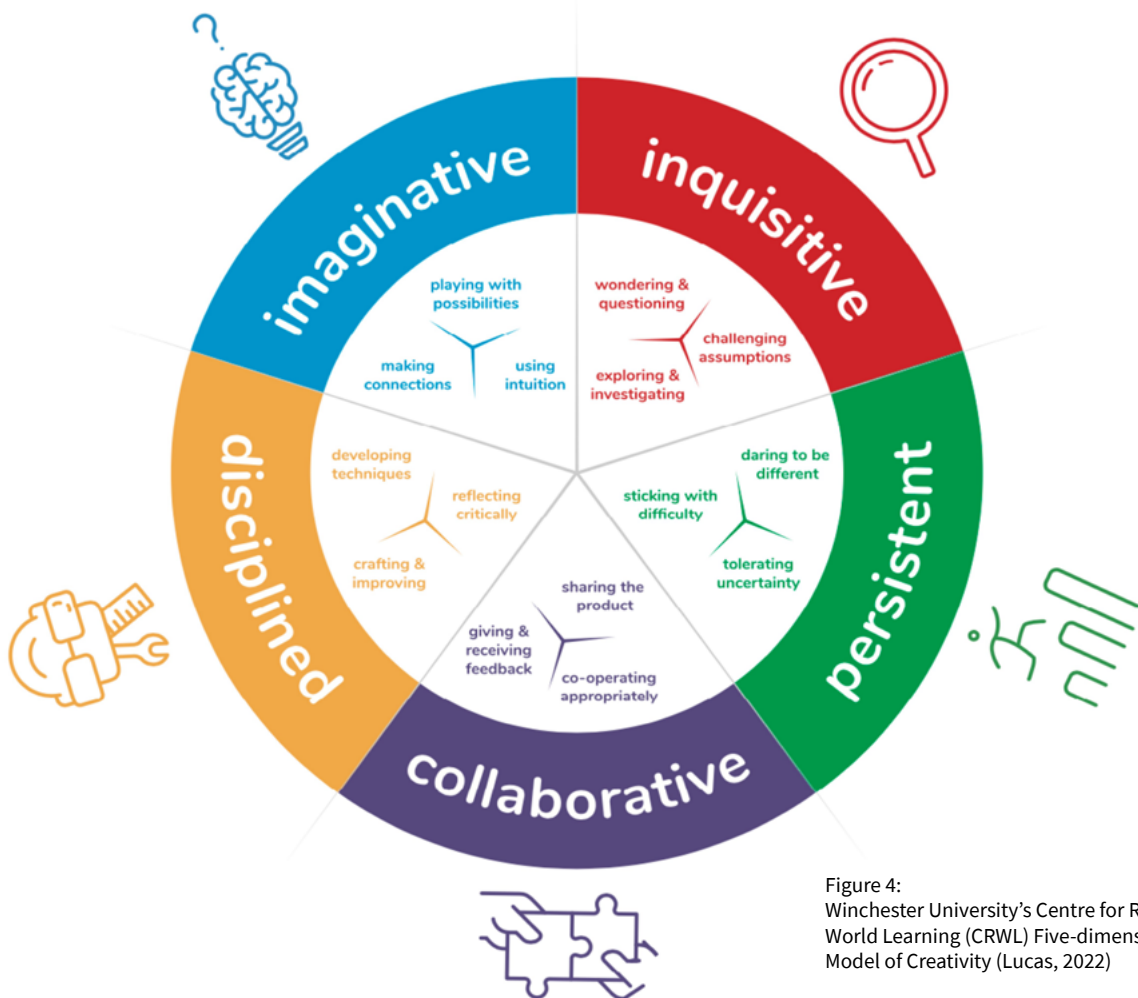 ?
imaginative
inquisitive
playing with
possibilities
making
connections
using
intuition
wondering &
questioning
challenging
assumptions
exploring &
investigating
persistent
daring to be
different
sticking with
difficulty
tolerating
uncertainty
collaborative
sharing the
product
giving &
receiving
feedback
co-operating
appropriately
disciplined
developing
techniques
reflecting
critically
crafting &
improving
Figure 4:
Winchester University’s Centre for
World Learning (CRWL)
Model of Creativity (Lucas, 2022)